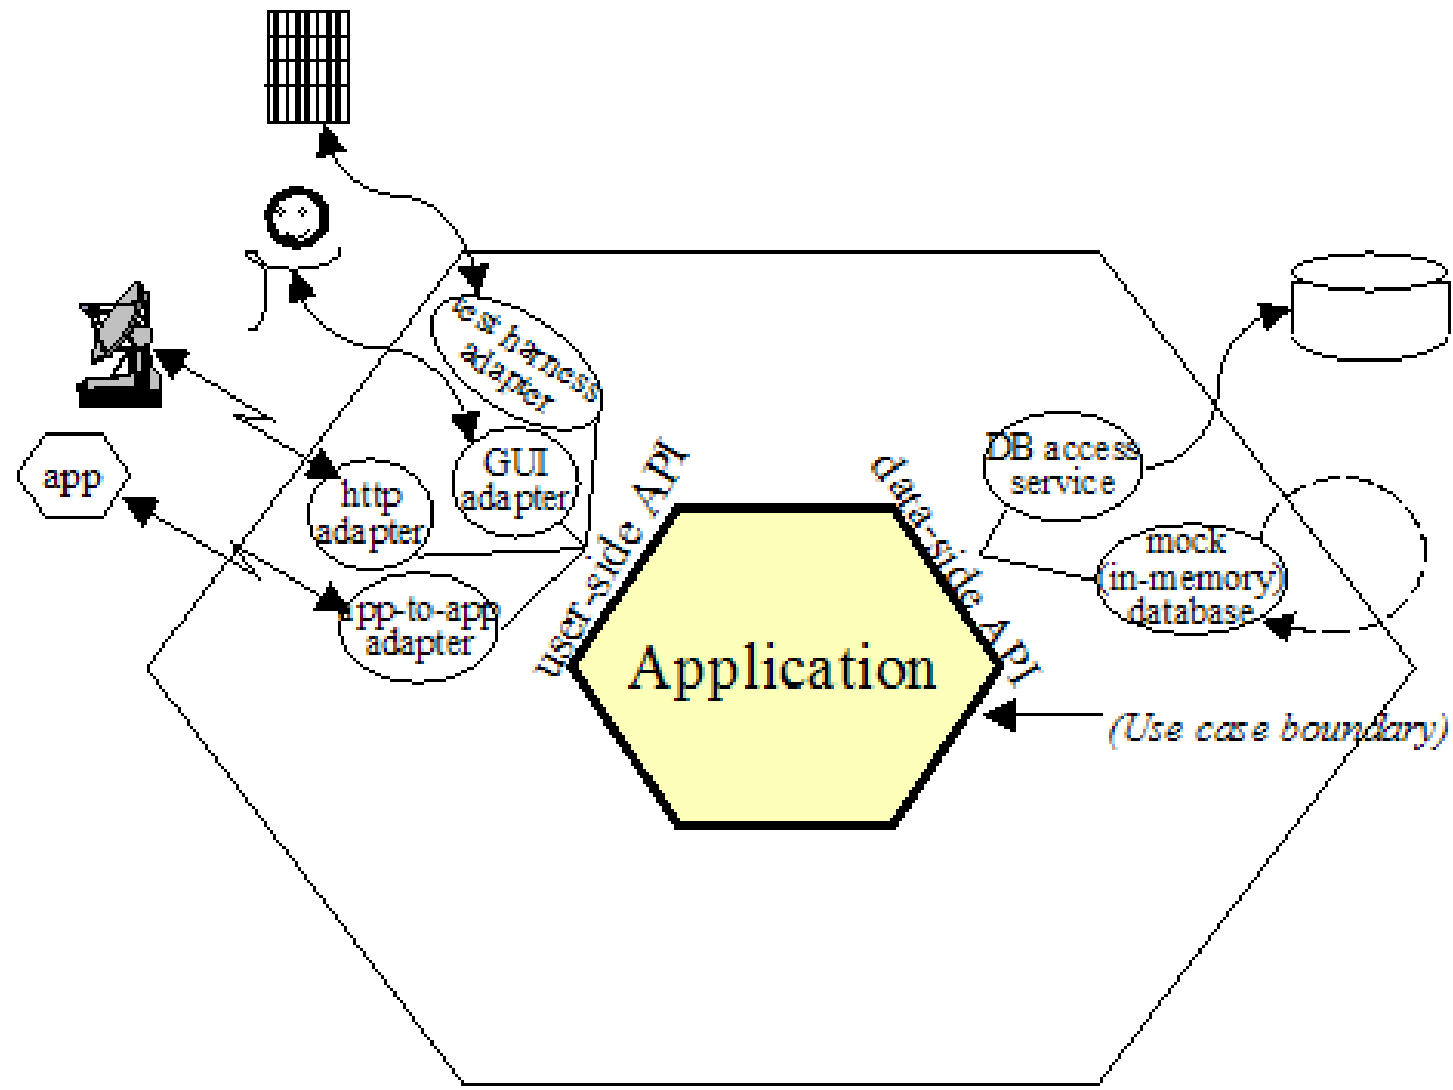 test harness
adapter
GUI
adapter
http
adapter
app
app-to-app
adapter
user-side API
data-side API
DB access
service
mock
(in-memory)
database
Application
(Use case boundary)